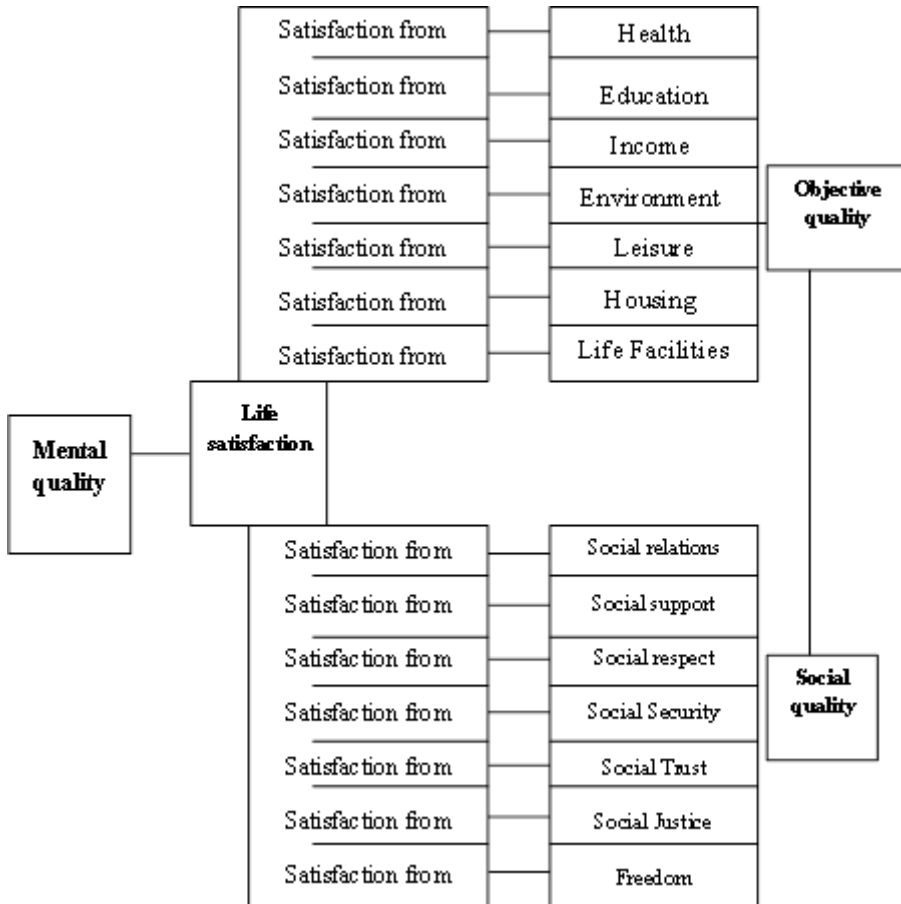 Satisfaction from Health
Satisfaction from Education
Satisfaction from Income
Satisfaction from Environment
Satisfaction from Leisure
Satisfaction from Housing
Satisfaction from Life Facilities
Objective
quality
Mental
quality
Life
satisfaction
Satisfaction from Social relations
Satisfaction from Social support
Satisfaction from Social respect
Satisfaction from Social Security
Satisfaction from Social Trust
Satisfaction from Social Justice
Satisfaction from Freedom
Social
quality